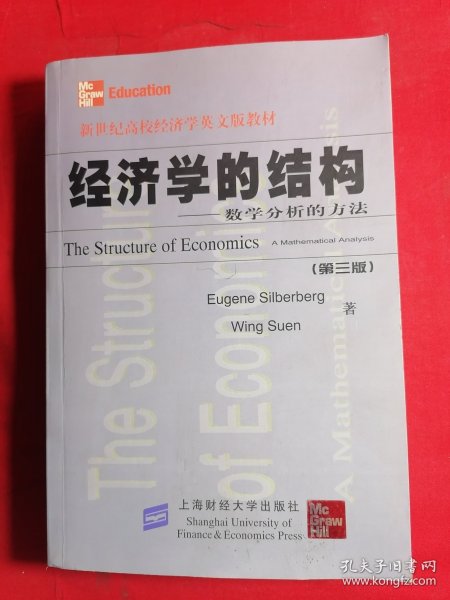 Mc
Graw
Hill
Education
新世纪高校经济学英文版教材
经济学的结构
——数学分析的方法
The Structure of Economics A Mathematical Analysis
(第三版)
Eugene Silberberg
Wing Suen
著
The Structure
of Economics
A Mathematical Analysis
上海财经大学出版社
Shanghai University of
Finance & Economics Press
Mc
Graw
Hill
孔夫子旧书网
www.kongfz.com